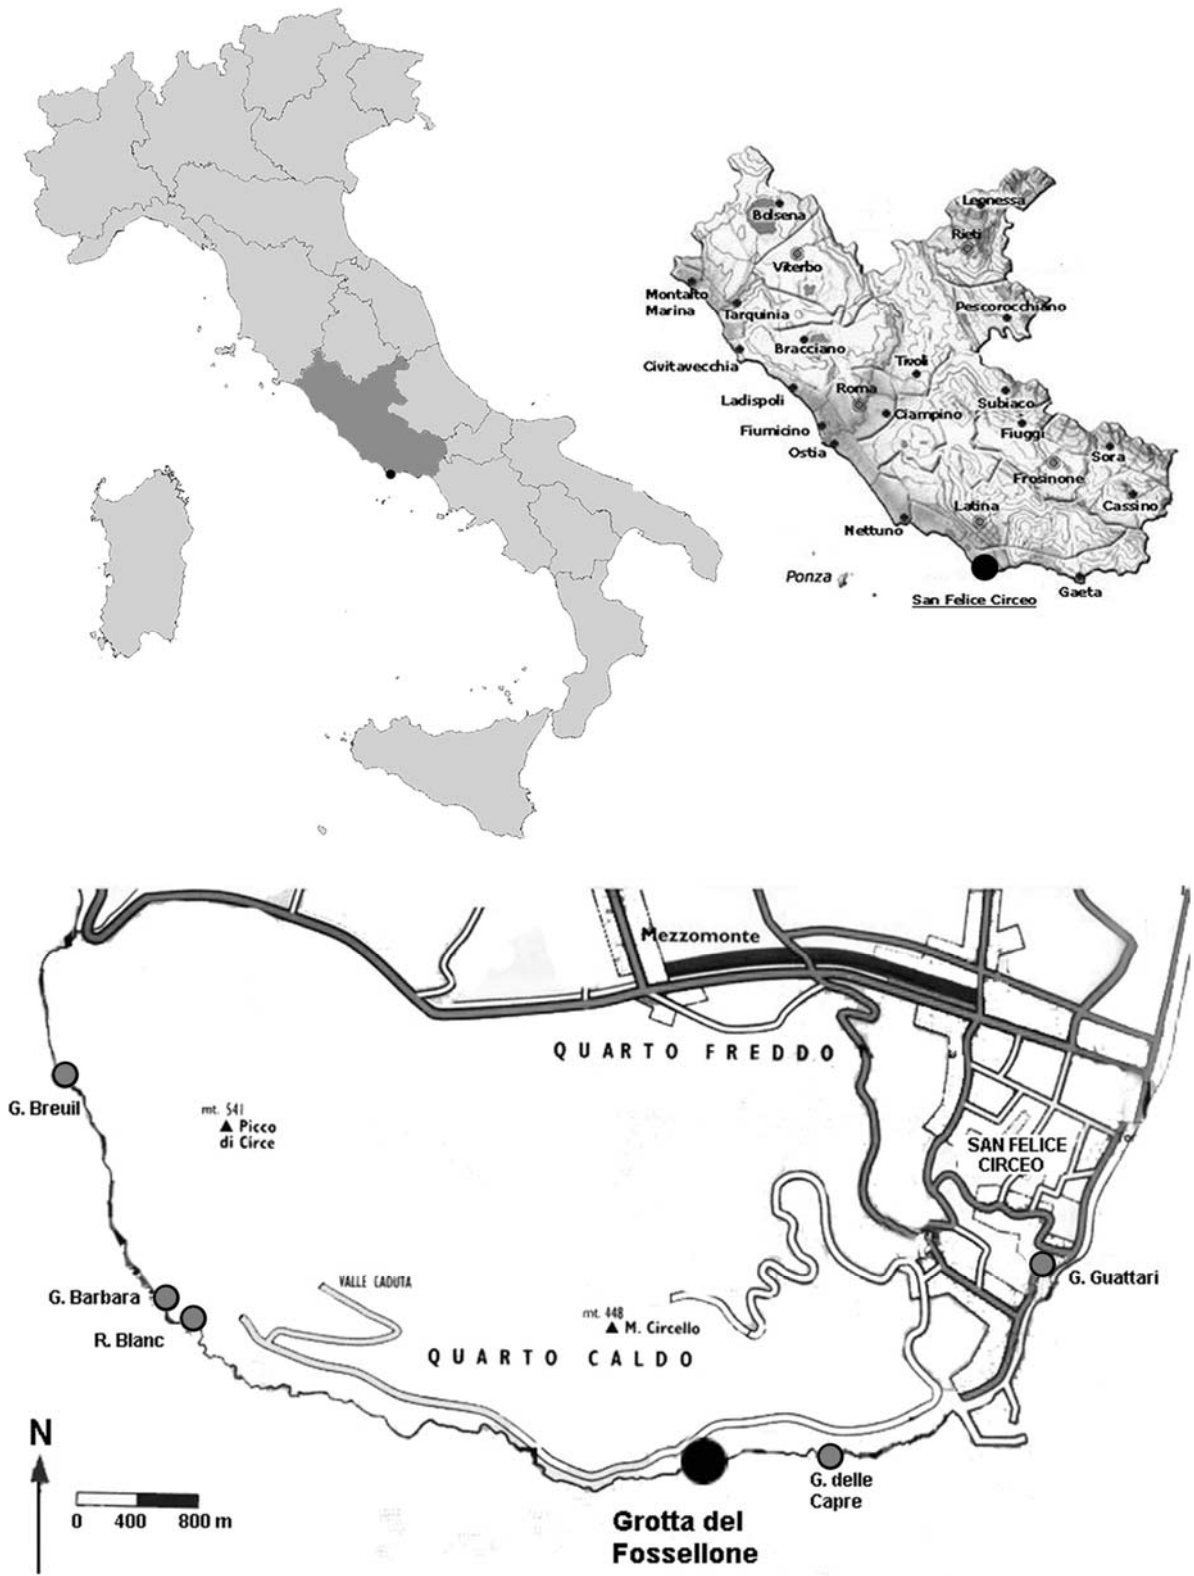 Bolsena
Leonessa
Rieti
Viterbo
Montalto
Marina
Tarquinia
Pescorocchiano
Bracciano
Civitavecchia
Tivoli
Roma
Ladispoli
Subiaco
Ciampino
Fiumicino
Fiuggi
Ostia
Sora
Frosinone
Latina
Cassino
Nettuno
Ponza
Gaeta
San Felice Circeo
Mezzomonte
QUARTO FREDDO
G. Breuil
mt. 541
Picco
di Circe
SAN FELICE
CIRCEO
G. Guattari
VALLE CADUTA
G. Barbara
R. Blanc
mt. 448
M. Circello
QUARTO CALDO
N
G. delle
Capre
0 400 800 m
Grotta del
Fossellone